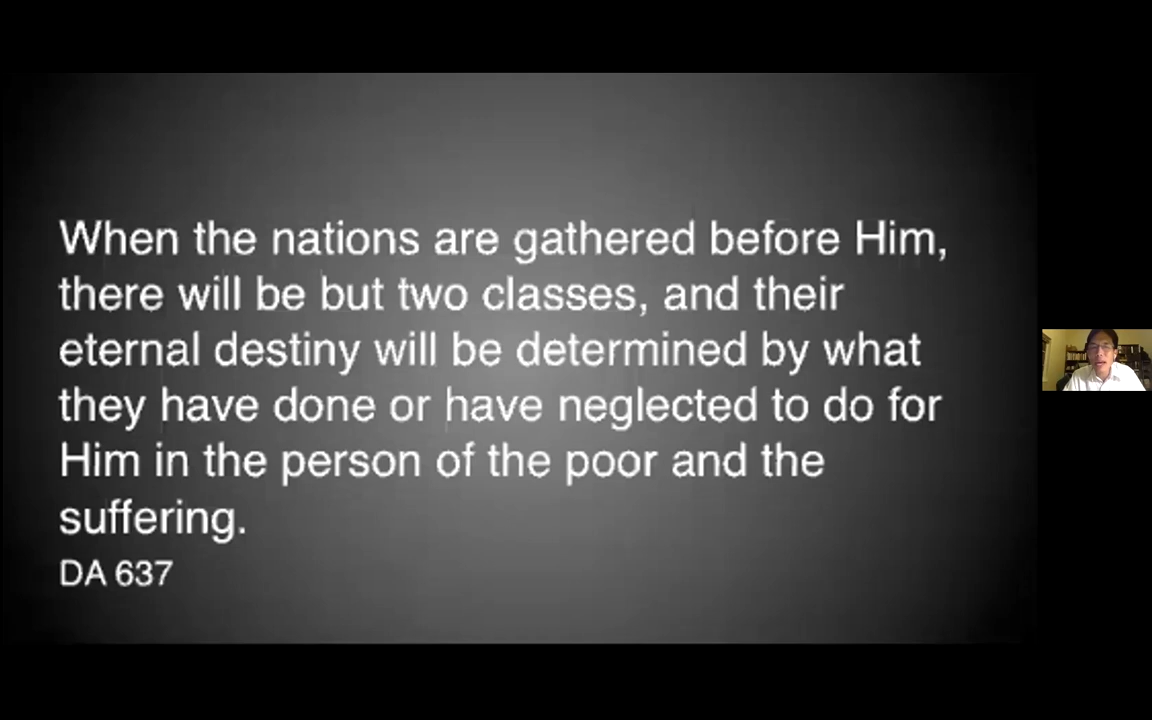 When the nations are gathered before Him,
there will be but two classes, and their
eternal destiny will be determined by what
they have done or have neglected to do for
Him in the person of the poor and the
suffering.
DA 637